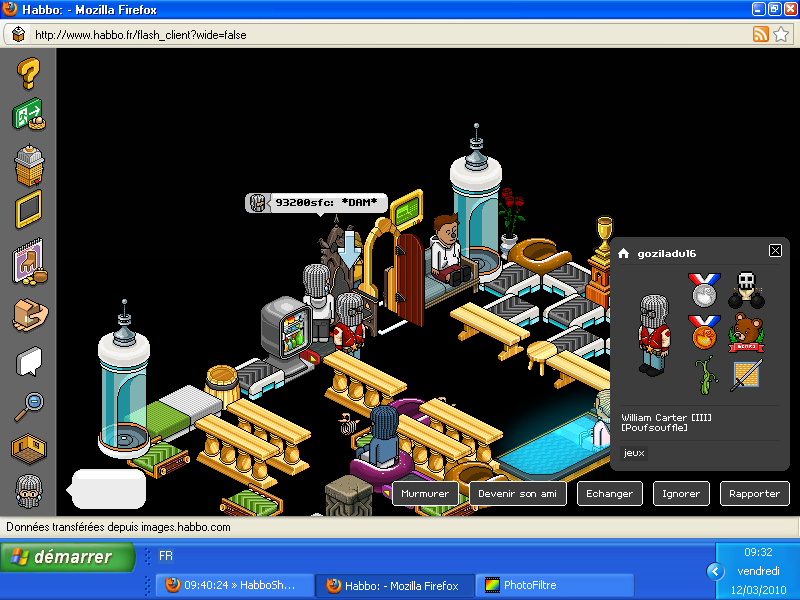 Habbo: - Mozilla Firefox
http://www.habbo.fr/flash_client?wide=false
93200sfc: *DAM*
goziladu16
William Carter [III]
[Poufsouffle]
jeux
Murmurer
Devenir son ami
Echanger
Ignorer
Rapporter
Données transférées depuis images.habbo.com
démarrer
FR
09:40:24 » HabboSh...
Habbo: - Mozilla Firefox
PhotoFiltre
09:32
vendredi
12/03/2010